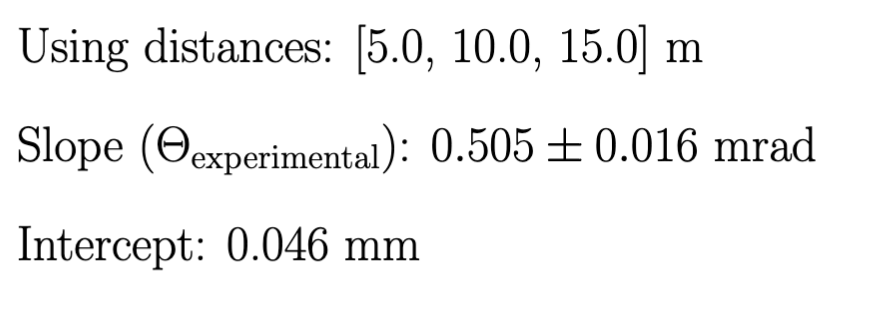 Using distances: [5.0, 10.0, 15.0] m
Slope (Θexperimental): 0.505 ± 0.016 mrad
Intercept: 0.046 mm